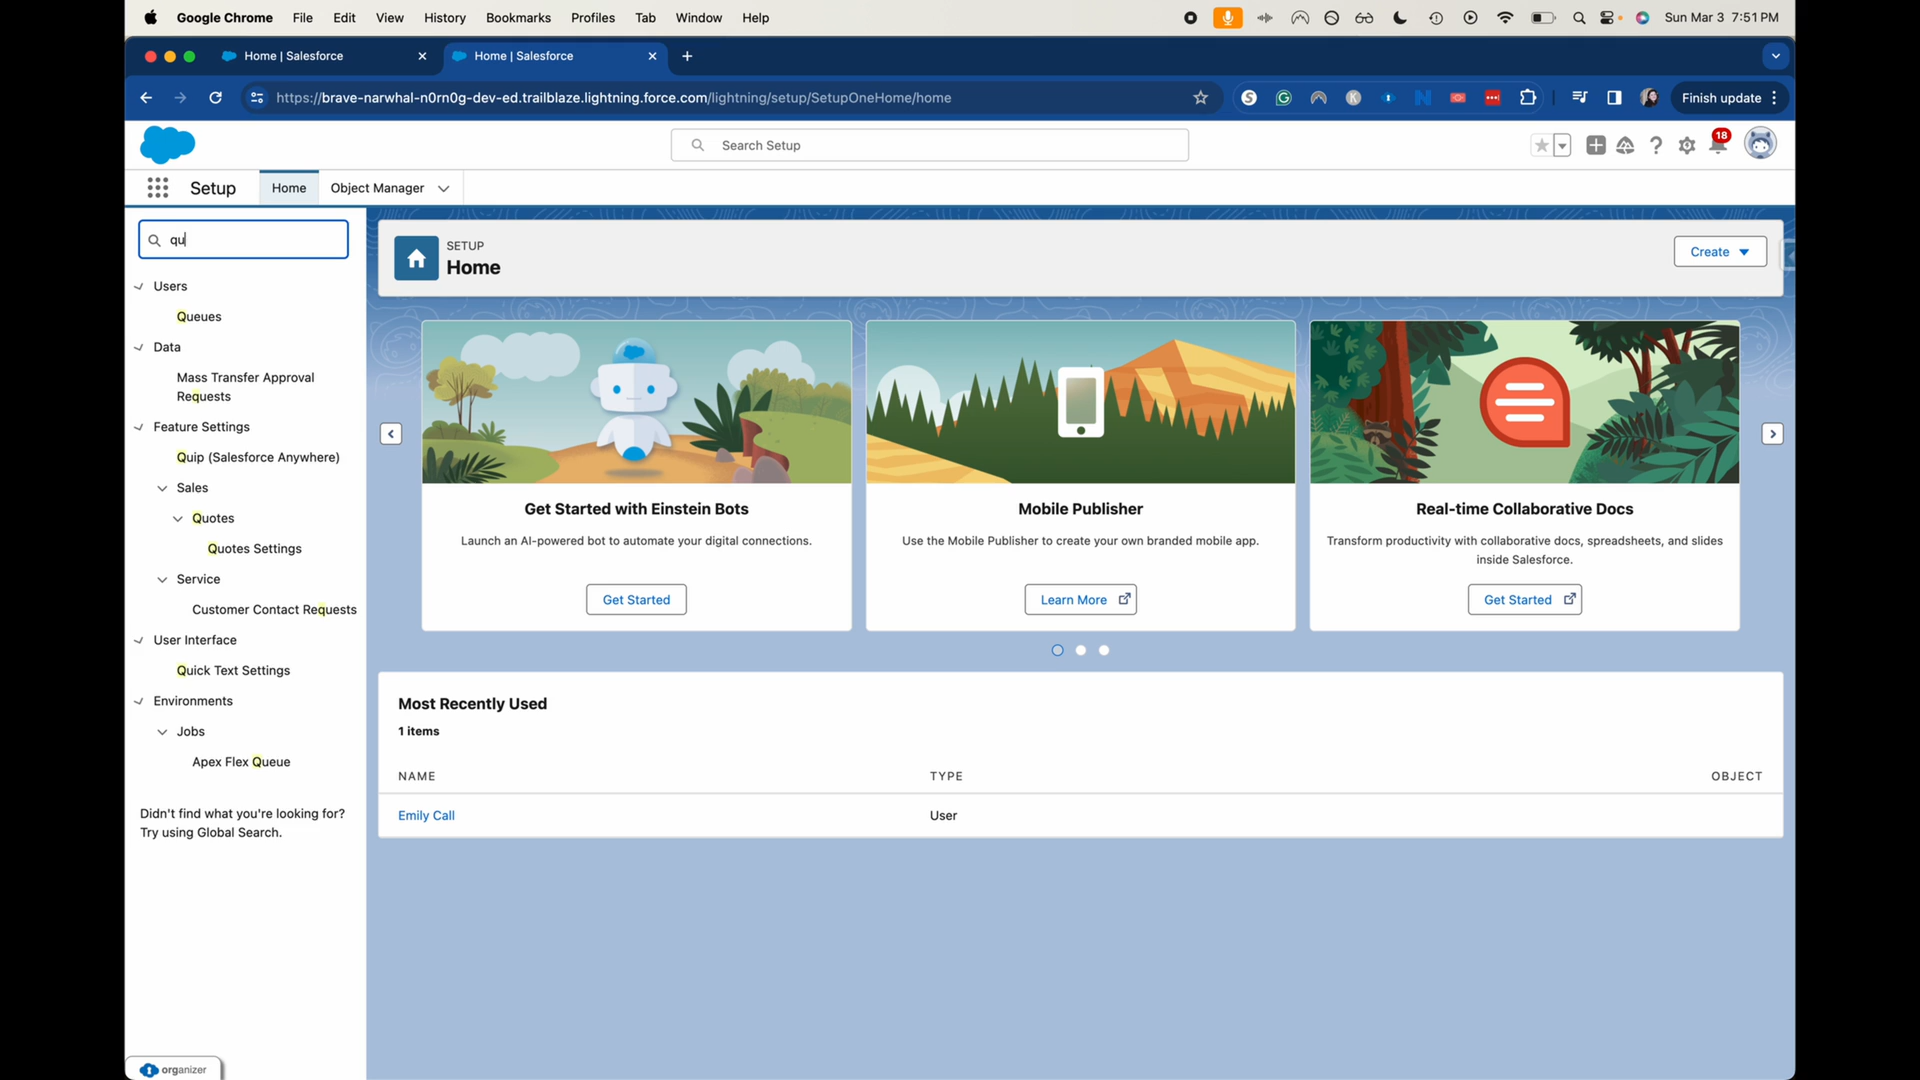 Google Chrome File Edit View History Bookmarks Profiles Tab Window Help Sun Mar 3 7:51 PM
Home | Salesforce Home | Salesforce
https://brave-narwhal-n0rn0g-dev-ed.trailblaze.lightning.force.com/lightning/setup/SetupOneHome/home Finish update
Search Setup 18
Setup Home Object Manager
qu
Users
Queues
Data
Mass Transfer Approval
Requests
Feature Settings
Quip (Salesforce Anywhere)
Sales
Quotes
Quotes Settings
Service
Customer Contact Requests
User Interface
Quick Text Settings
Environments
Jobs
Apex Flex Queue
Didn't find what you're looking for?
Try using Global Search.
organizer
SETUP
Home
Create
Get Started with Einstein Bots
Launch an AI-powered bot to automate your digital connections.
Get Started
Mobile Publisher
Use the Mobile Publisher to create your own branded mobile app.
Learn More
Real-time Collaborative Docs
Transform productivity with collaborative docs, spreadsheets, and slides
inside Salesforce.
Get Started
Most Recently Used
1 items
NAME TYPE OBJECT
Emily Call User